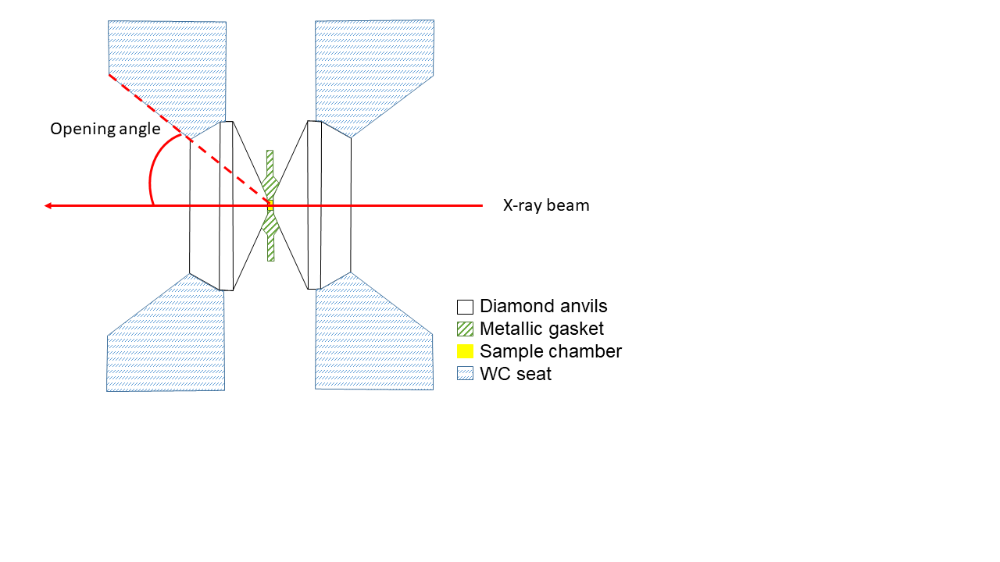 Opening angle
X-ray beam
Diamond anvils
Metallic gasket
Sample chamber
WC seat